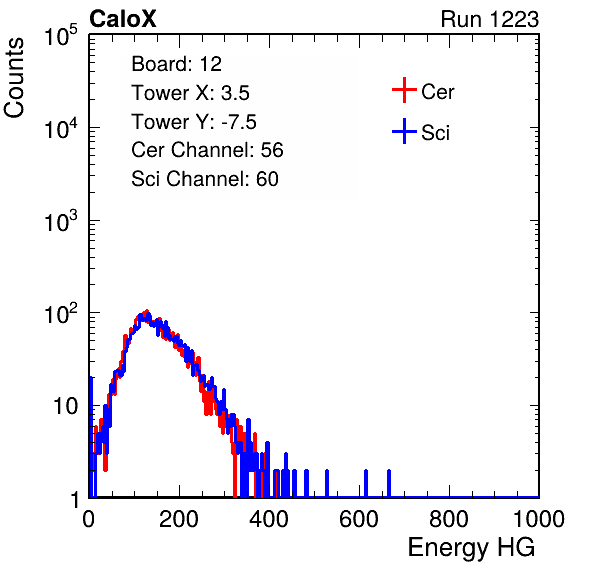 CaloX Run 1223
Counts
10^5
10^4
10^3
10^2
10
1
Board: 12
Tower X: 3.5
Tower Y: -7.5
Cer Channel: 56
Sci Channel: 60
Cer
Sci
0 200 400 600 800 1000
Energy HG